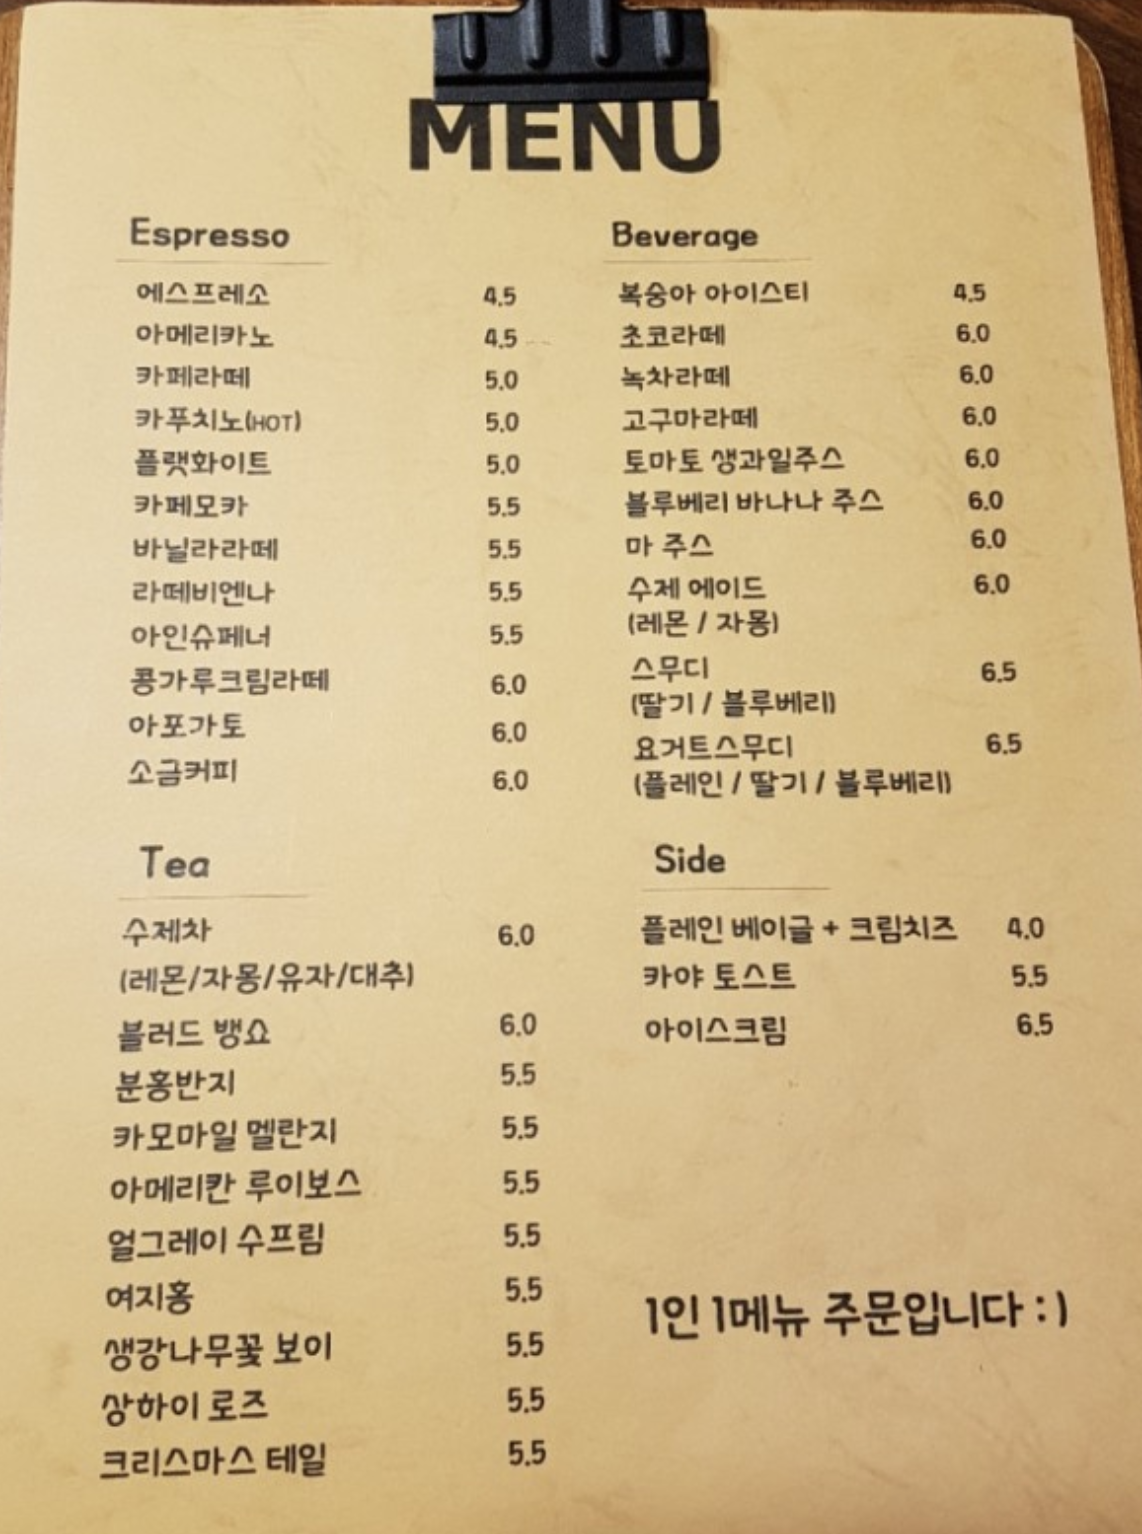 MENU
Espresso
에스프레소 4.5
아메리카노 4.5
카페라떼 5.0
카푸치노(HOT) 5.0
플랫화이트 5.0
카페모카 5.5
바닐라라떼 5.5
라떼비엔나 5.5
아인슈페너 5.5
콩가루크림라떼 6.0
아포가토 6.0
소금커피 6.0
Beverage
복숭아 아이스티 4.5
초코라떼 6.0
녹차라떼 6.0
고구마라떼 6.0
토마토 생과일주스 6.0
블루베리 바나나 주스 6.0
마 주스 6.0
수제 에이드 6.0
(레몬 / 자몽)
스무디 6.5
(딸기 / 블루베리)
요거트스무디 6.5
(플레인 / 딸기 / 블루베리)
Tea
수제차 6.0
(레몬/자몽/유자/대추)
블러드 뱅쇼 6.0
분홍반지 5.5
카모마일 멜란지 5.5
아메리칸 루이보스 5.5
얼그레이 수프림 5.5
여지홍 5.5
생강나무꽃 보이 5.5
상하이 로즈 5.5
크리스마스 테일 5.5
Side
플레인 베이글 + 크림치즈 4.0
카야 토스트 5.5
아이스크림 6.5
1인 1메뉴 주문입니다 : )